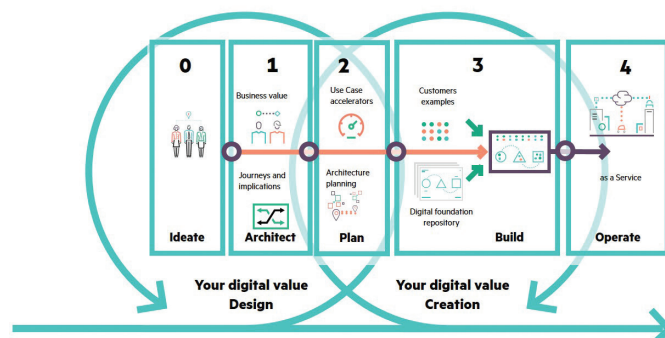 0
Ideate
1
Business value
Journeys and
implications
Architect
2
Use Case
accelerators
Architecture
planning
Plan
3
Customers
examples
Digital foundation
repository
Build
4
as a Service
Operate
Your digital value
Design
Your digital value
Creation